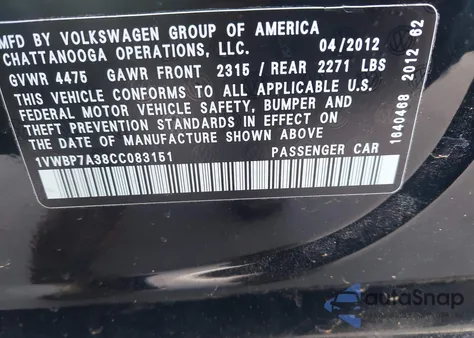 MFD BY VOLKSWAGEN GROUP OF AMERICA
CHATTANOOGA OPERATIONS, LLC. 04/2012
GVWR 4475 GAWR FRONT 2315 / REAR 2271 LBS
THIS VEHICLE CONFORMS TO ALL APPLICABLE U.S.
FEDERAL MOTOR VEHICLE SAFETY, BUMPER AND
THEFT PREVENTION STANDARDS IN EFFECT ON
THE DATE OF MANUFACTURE SHOWN ABOVE
1VWBP7A38CC083151 PASSENGER CAR
1040468 2012 62
autoSnap